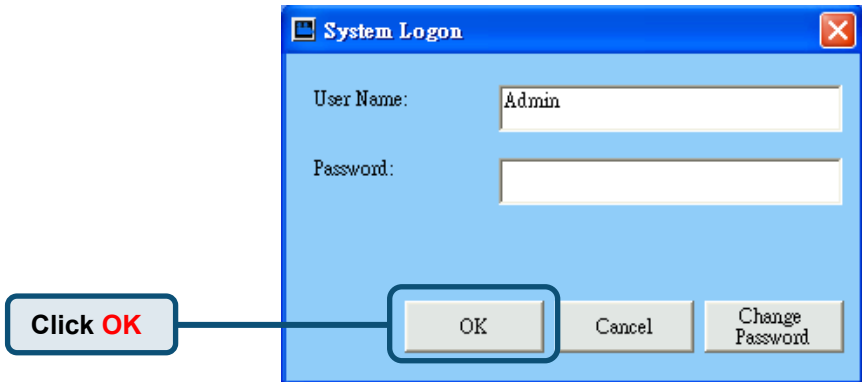 System Logon
User Name:
Admin
Password:
Click OK
OK
Cancel
Change
Password